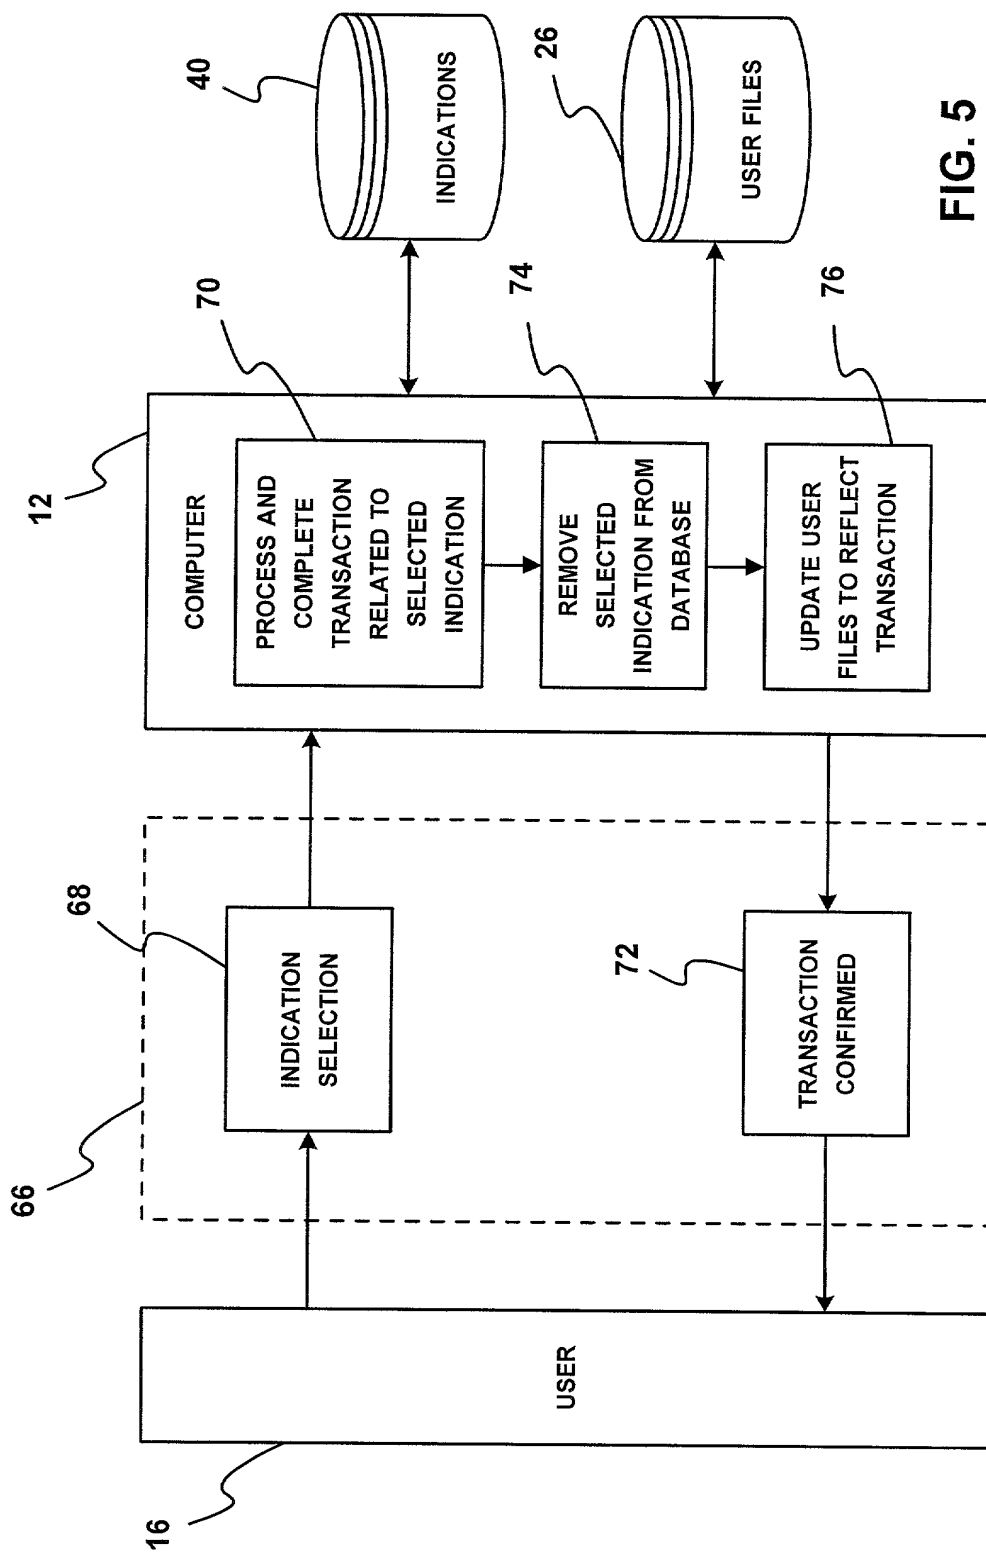 16
USER
66
68
INDICATION
SELECTION
72
TRANSACTION
CONFIRMED
12
COMPUTER
70
PROCESS AND
COMPLETE
TRANSACTION
RELATED TO
SELECTED
INDICATION
74
REMOVE
SELECTED
INDICATION FROM
DATABASE
76
UPDATE USER
FILES TO REFLECT
TRANSACTION
40
INDICATIONS
26
USER FILES
FIG. 5